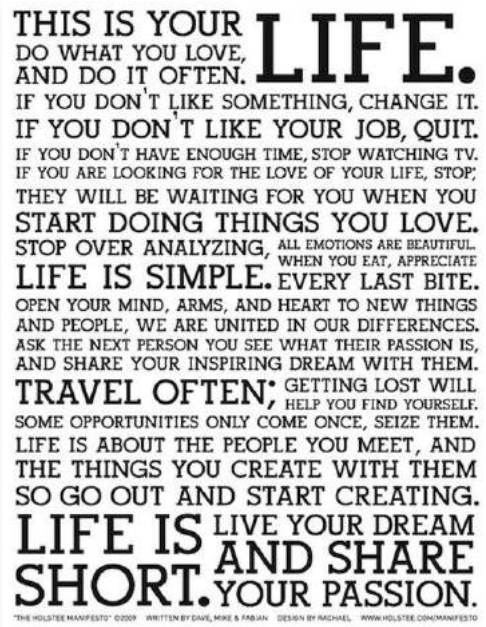 THIS IS YOUR LIFE.
DO WHAT YOU LOVE,
AND DO IT OFTEN.
IF YOU DON'T LIKE SOMETHING, CHANGE IT.
IF YOU DON'T LIKE YOUR JOB, QUIT.
IF YOU DON'T HAVE ENOUGH TIME, STOP WATCHING TV.
IF YOU ARE LOOKING FOR THE LOVE OF YOUR LIFE, STOP;
THEY WILL BE WAITING FOR YOU WHEN YOU
START DOING THINGS YOU LOVE.
STOP OVER ANALYZING,
LIFE IS SIMPLE.
ALL EMOTIONS ARE BEAUTIFUL.
WHEN YOU EAT, APPRECIATE
EVERY LAST BITE.
OPEN YOUR MIND, ARMS, AND HEART TO NEW THINGS
AND PEOPLE, WE ARE UNITED IN OUR DIFFERENCES.
ASK THE NEXT PERSON YOU SEE WHAT THEIR PASSION IS,
AND SHARE YOUR INSPIRING DREAM WITH THEM.
TRAVEL OFTEN;
GETTING LOST WILL
HELP YOU FIND YOURSELF.
SOME OPPORTUNITIES ONLY COME ONCE, SEIZE THEM.
LIFE IS ABOUT THE PEOPLE YOU MEET, AND
THE THINGS YOU CREATE WITH THEM
SO GO OUT AND START CREATING.
LIFE IS
SHORT.
LIVE YOUR DREAM
AND SHARE
YOUR PASSION.
"THE HOLSTEE MANIFESTO" ©2009 WRITTEN BY DAVE, MIKE & FABIAN DESIGN BY RACHAEL WWW.HOLSTEE.COM/MANIFESTO